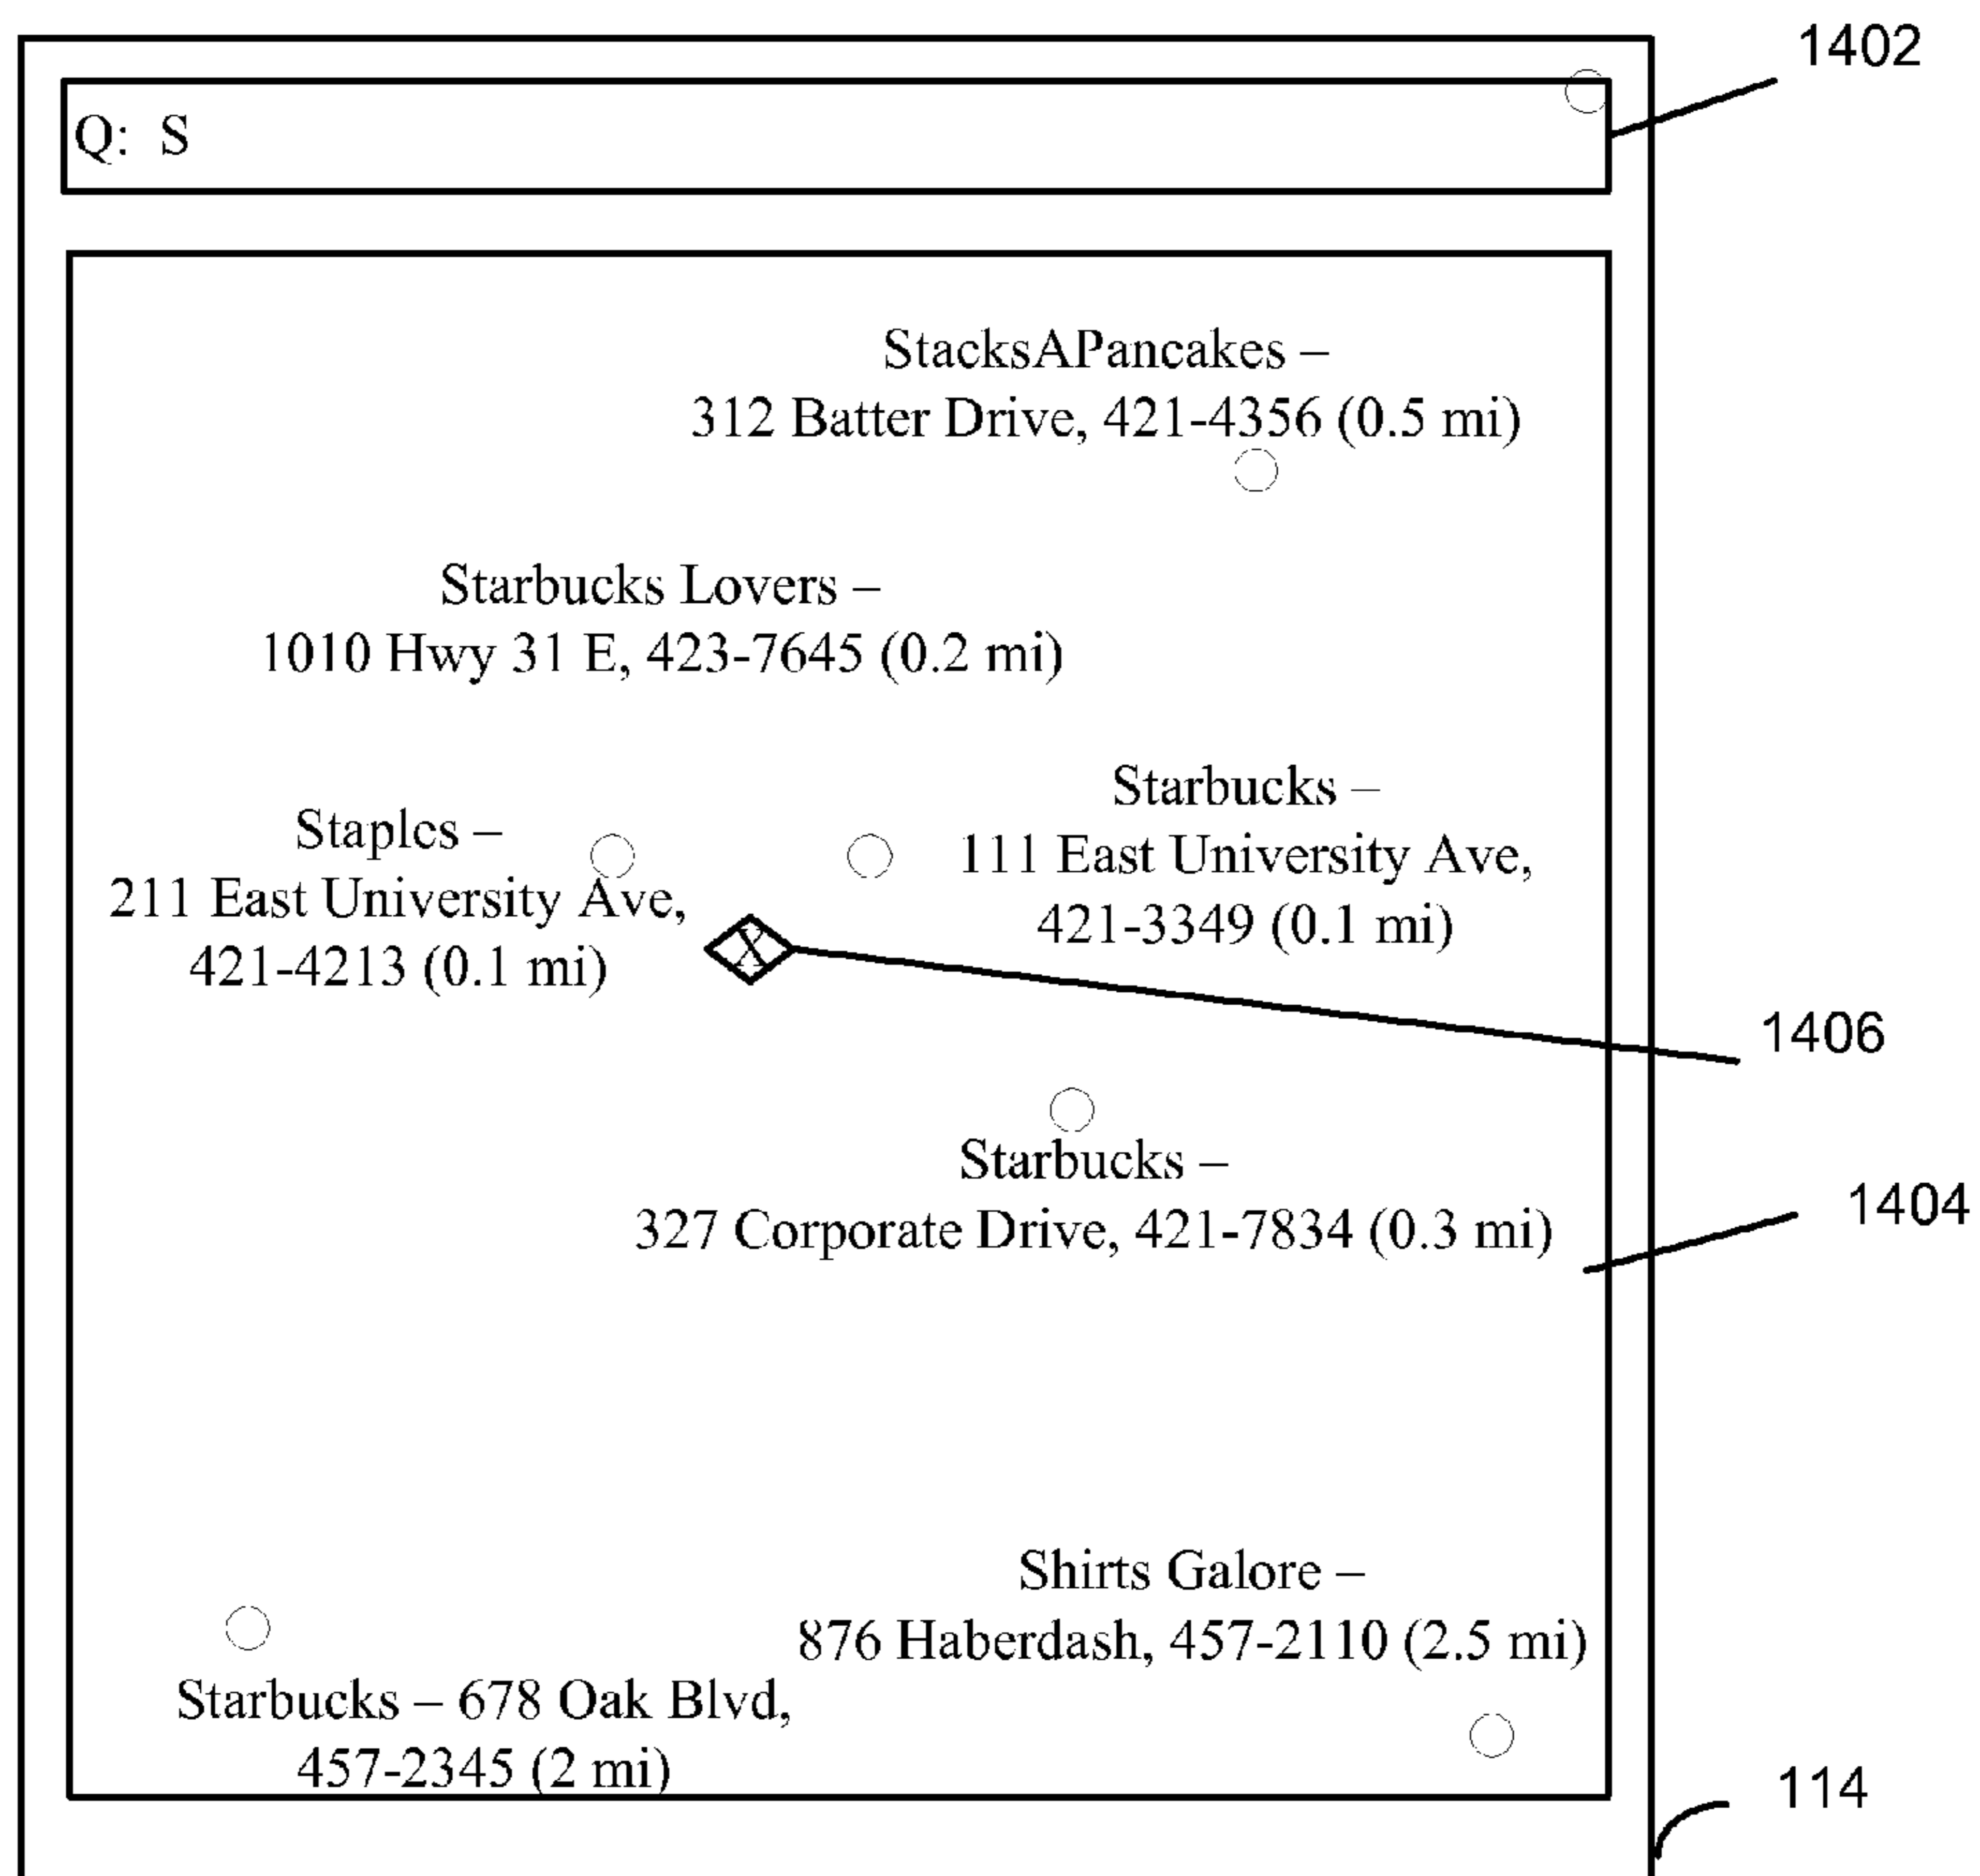 1402
Q: S
StacksAPancakes –
312 Batter Drive, 421-4356 (0.5 mi)
Starbucks Lovers –
1010 Hwy 31 E, 423-7645 (0.2 mi)
Starbucks –
111 East University Ave,
421-3349 (0.1 mi)
Staples –
211 East University Ave,
421-4213 (0.1 mi)
X
1406
Starbucks –
327 Corporate Drive, 421-7834 (0.3 mi)
1404
Shirts Galore –
876 Haberdash, 457-2110 (2.5 mi)
Starbucks – 678 Oak Blvd,
457-2345 (2 mi)
114